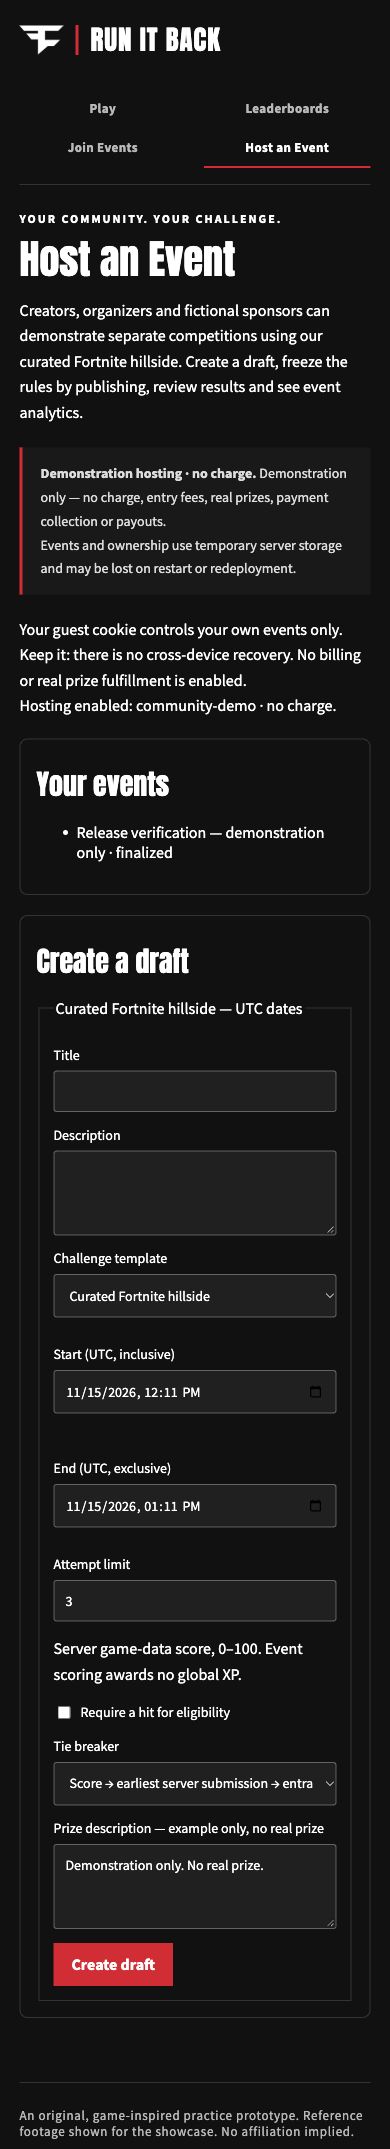 RUN IT BACK
Play
Leaderboards
Join Events
Host an Event
YOUR COMMUNITY. YOUR CHALLENGE.
Host an Event
Creators, organizers and fictional sponsors can
demonstrate separate competitions using our
curated Fortnite hillside. Create a draft, freeze the
rules by publishing, review results and see event
analytics.
Demonstration hosting · no charge. Demonstration
only — no charge, entry fees, real prizes, payment
collection or payouts.
Events and ownership use temporary server storage
and may be lost on restart or redeployment.
Your guest cookie controls your own events only.
Keep it: there is no cross-device recovery. No billing
or real prize fulfillment is enabled.
Hosting enabled: community-demo · no charge.
Your events
• Release verification — demonstration
only · finalized
Create a draft
Curated Fortnite hillside — UTC dates
Title
Description
Challenge template
Curated Fortnite hillside
Start (UTC, inclusive)
11/15/2026, 12:11 PM
End (UTC, exclusive)
11/15/2026, 01:11 PM
Attempt limit
3
Server game-data score, 0–100. Event
scoring awards no global XP.
Require a hit for eligibility
Tie breaker
Score → earliest server submission → entra
Prize description — example only, no real prize
Demonstration only. No real prize.
Create draft
An original, game-inspired practice prototype. Reference
footage shown for the showcase. No affiliation implied.